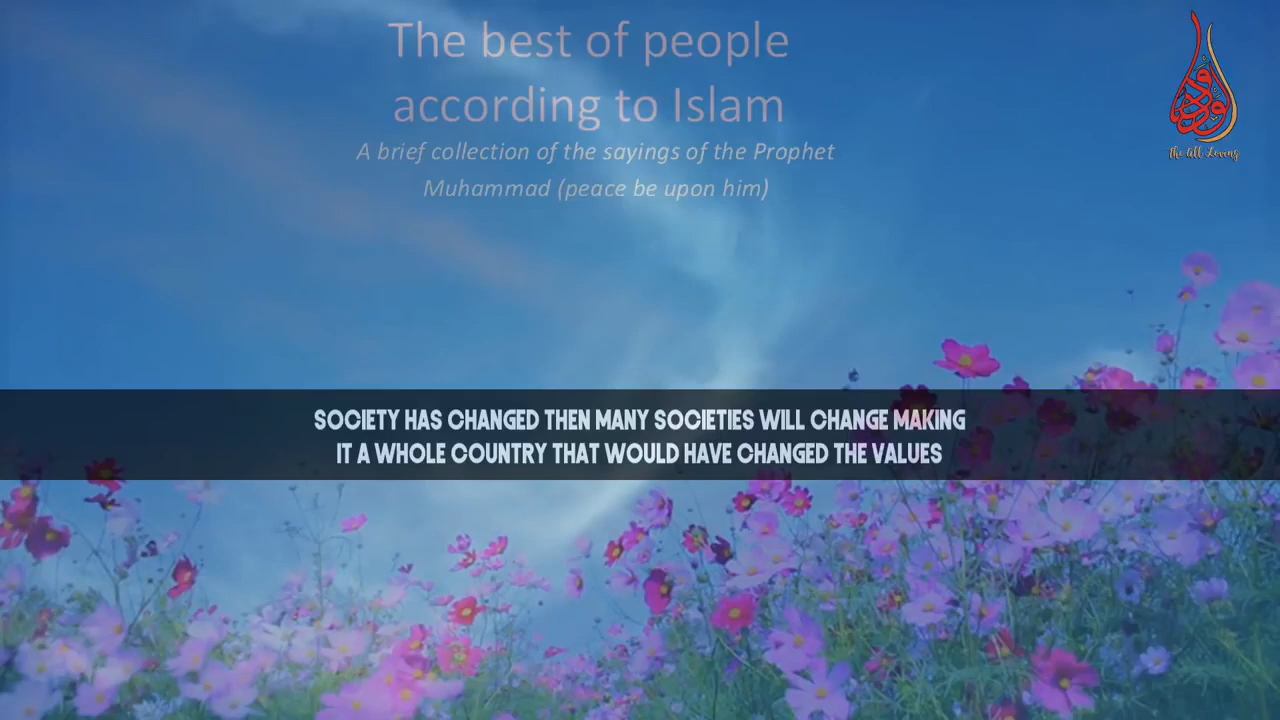 The best of people
according to Islam
A brief collection of the sayings of the Prophet
Muhammad (peace be upon him)
الودود
The All Loving
SOCIETY HAS CHANGED THEN MANY SOCIETIES WILL CHANGE MAKING
IT A WHOLE COUNTRY THAT WOULD HAVE CHANGED THE VALUES